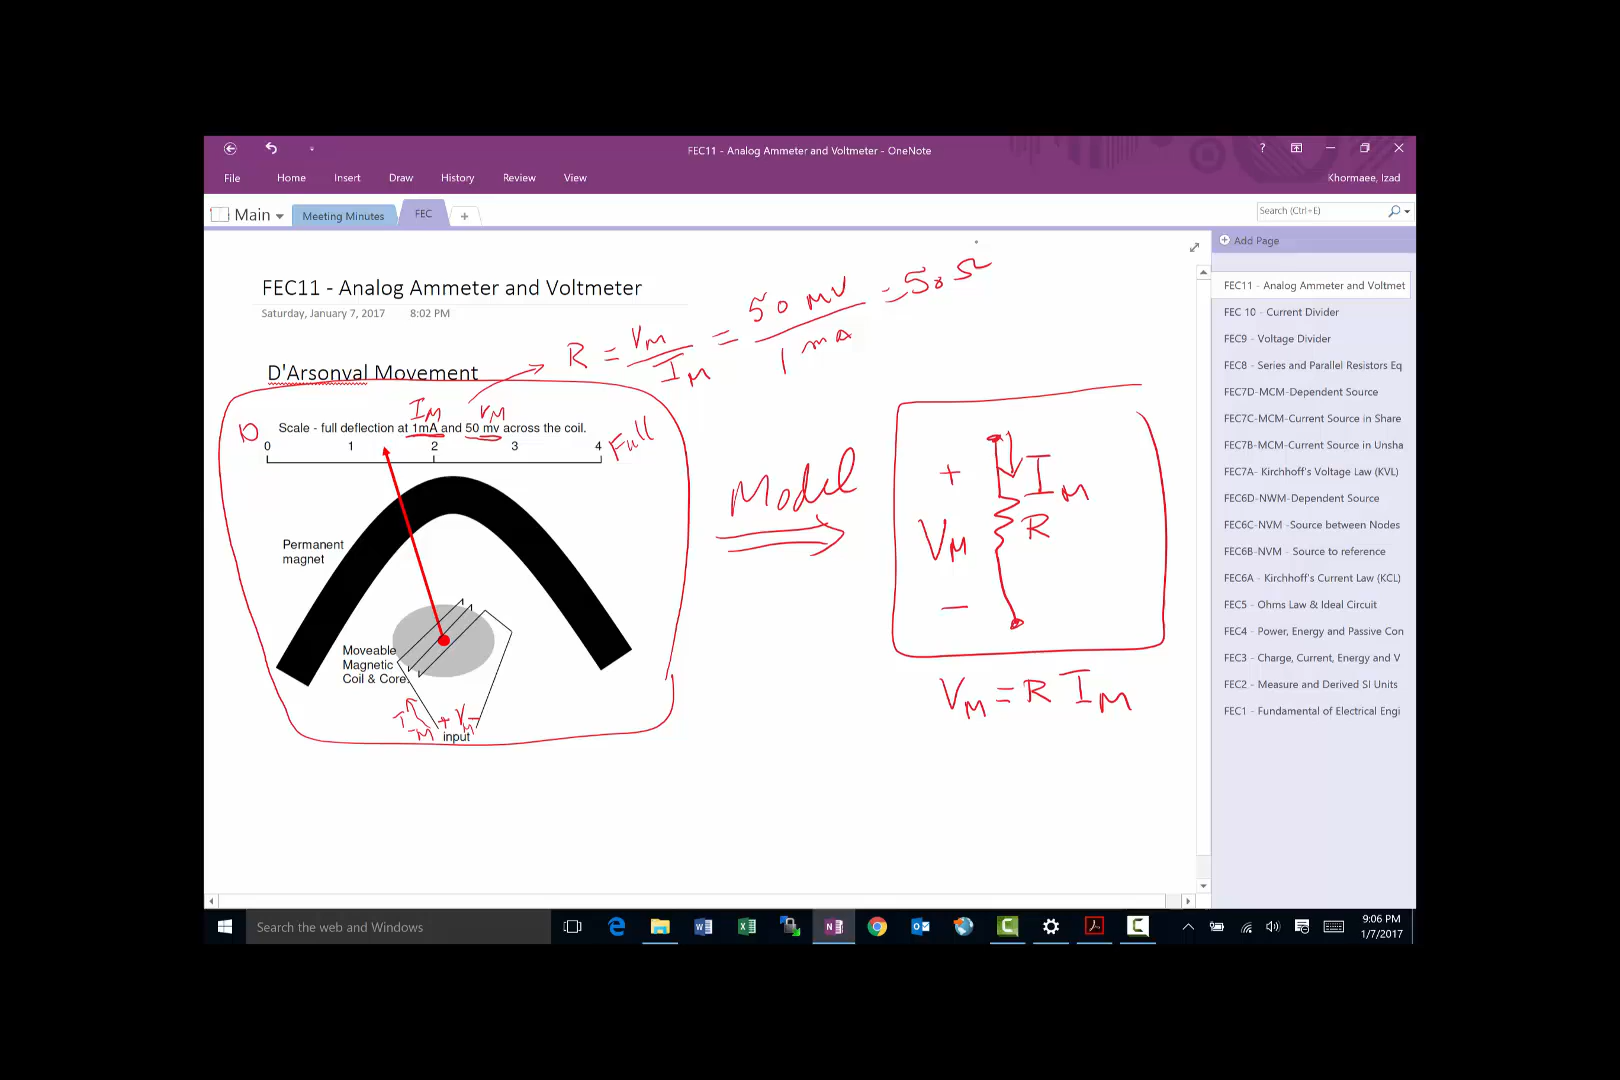 FEC11 - Analog Ammeter and Voltmeter - OneNote
?
File Home Insert Draw History Review View
Khormaee, Izad
Main Meeting Minutes FEC +
Search (Ctrl+E)
Add Page
FEC11 - Analog Ammeter and Voltmeter
Saturday, January 7, 2017 8:02 PM
R = VM / IM = 50 mV / 1 mA = 50 Ω
D'Arsonval Movement
IM VM
Scale - full deflection at 1mA and 50 mv across the coil.
0 1 2 3 4 Full
Permanent
magnet
Moveable
Magnetic
Coil & Core.
IM + VM -
input
Model
+
IM
VM
R
-
VM = R IM
FEC11 - Analog Ammeter and Voltmet
FEC 10 - Current Divider
FEC9 - Voltage Divider
FEC8 - Series and Parallel Resistors Eq
FEC7D-MCM-Dependent Source
FEC7C-MCM-Current Source in Share
FEC7B-MCM-Current Source in Unsha
FEC7A- Kirchhoff's Voltage Law (KVL)
FEC6D-NWM-Dependent Source
FEC6C-NVM -Source between Nodes
FEC6B-NVM - Source to reference
FEC6A - Kirchhoff's Current Law (KCL)
FEC5 - Ohms Law & Ideal Circuit
FEC4 - Power, Energy and Passive Con
FEC3 - Charge, Current, Energy and V
FEC2 - Measure and Derived SI Units
FEC1 - Fundamental of Electrical Engi
Search the web and Windows
9:06 PM
1/7/2017